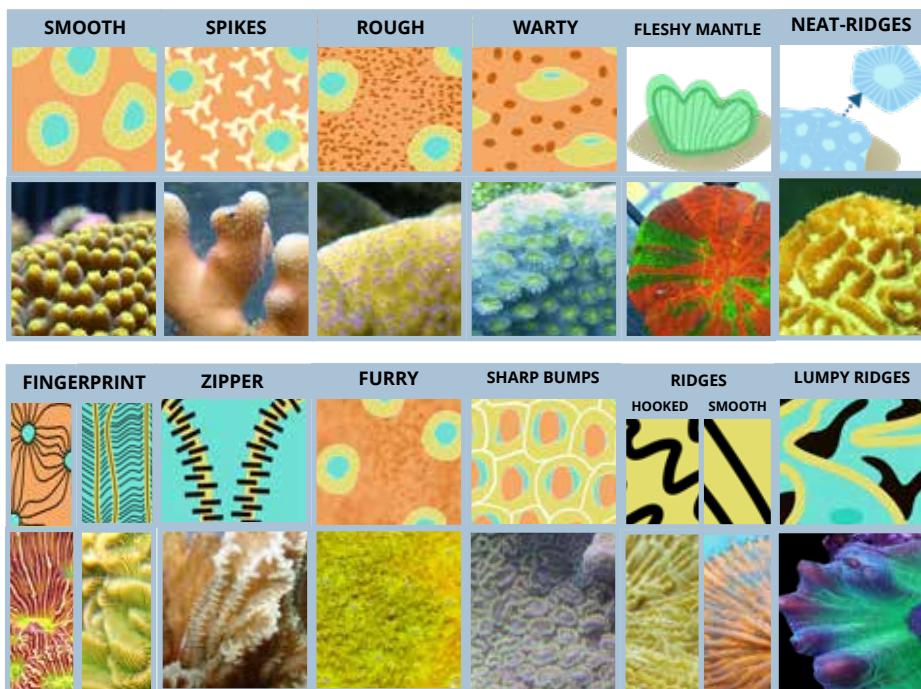 SMOOTH
SPIKES
ROUGH
WARTY
FLESHY MANTLE
NEAT-RIDGES
FINGERPRINT
ZIPPER
FURRY
SHARP BUMPS
RIDGES
HOOKED
SMOOTH
LUMPY RIDGES